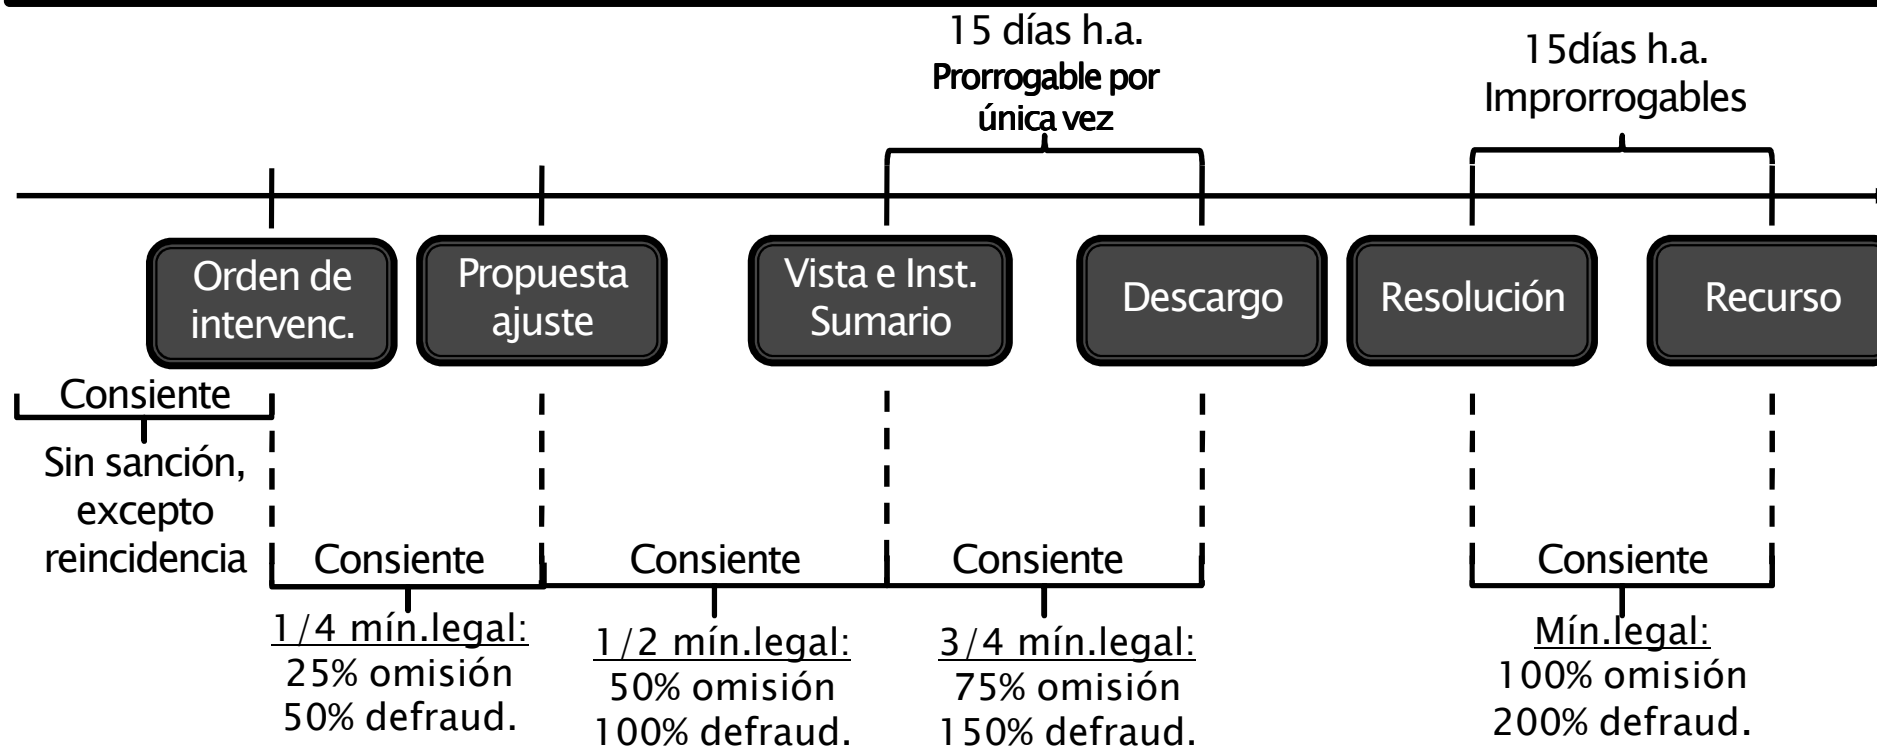 15 días h.a.
Prorrogable por
única vez
15días h.a.
Improrrogables
Orden de
intervenc.
Propuesta
ajuste
Vista e Inst.
Sumario
Descargo
Resolución
Recurso
Consiente
Sin sanción,
excepto
reincidencia
Consiente
1/4 mín.legal:
25% omisión
50% defraud.
Consiente
1/2 mín.legal:
50% omisión
100% defraud.
Consiente
3/4 mín.legal:
75% omisión
150% defraud.
Consiente
Mín.legal:
100% omisión
200% defraud.